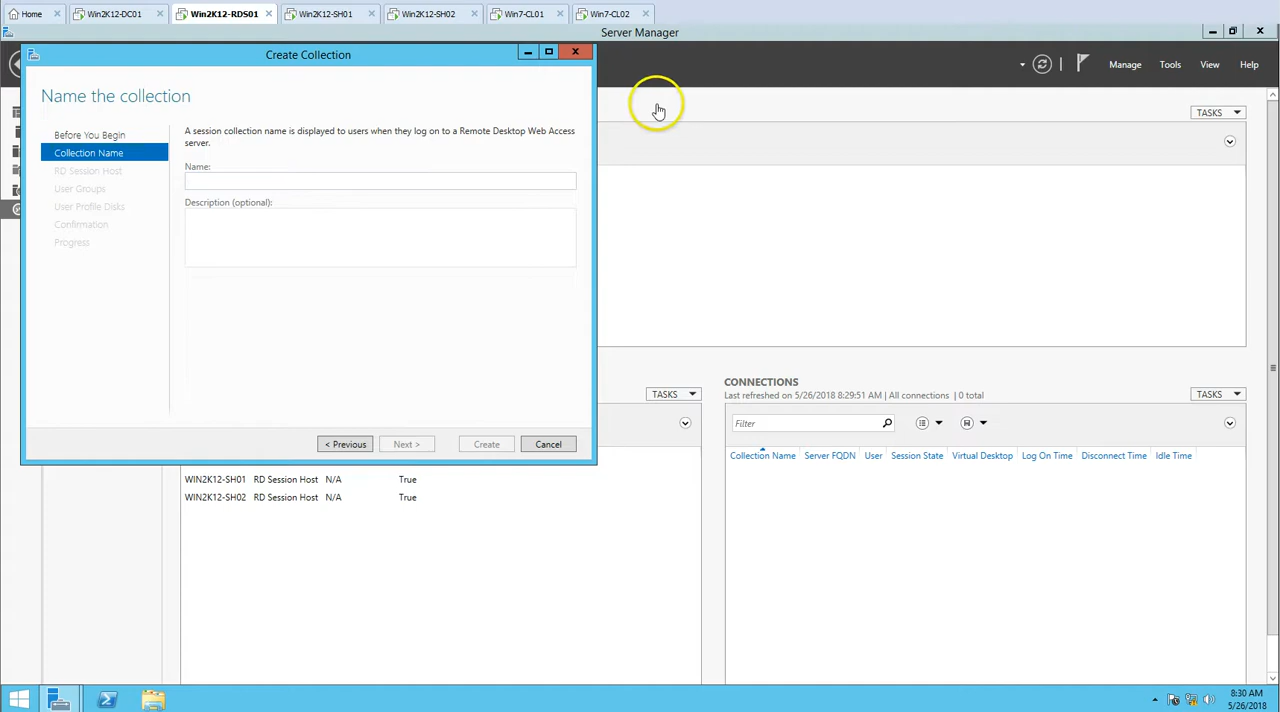 Home
Win2K12-DC01
Win2K12-RDS01
Win2K12-SH01
Win2K12-SH02
Win7-CL01
Win7-CL02
Server Manager
Create Collection
Manage
Tools
View
Help
Name the collection
TASKS
Before You Begin
Collection Name
RD Session Host
User Groups
User Profile Disks
Confirmation
Progress
A session collection name is displayed to users when they log on to a Remote Desktop Web Access
server.
Name:
Description (optional):
< Previous
Next >
Create
Cancel
TASKS
CONNECTIONS
Last refreshed on 5/26/2018 8:29:51 AM | All connections | 0 total
TASKS
Filter
Collection Name Server FQDN User Session State Virtual Desktop Log On Time Disconnect Time Idle Time
WIN2K12-SH01 RD Session Host N/A True
WIN2K12-SH02 RD Session Host N/A True
8:30 AM
5/26/2018